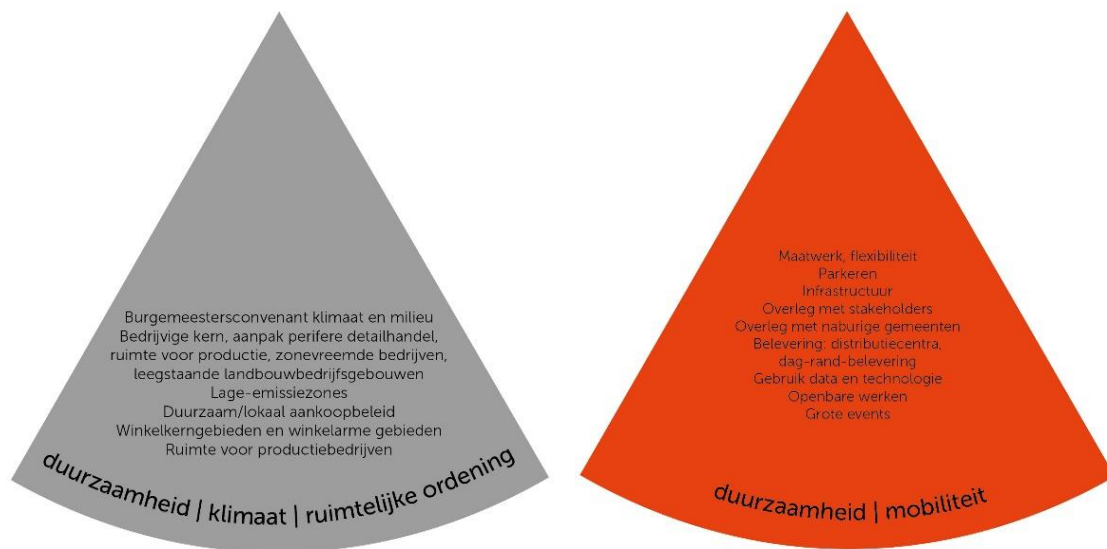 Burgemeestersconvenant klimaat en milieu
Bedrijvige kern, aanpak perifere detailhandel,
ruimte voor productie, zonevreemde bedrijven,
leegstaande landbouwbedrijfsgebouwen
Lage-emissiezones
Duurzaam/lokaal aankoopbeleid
Winkelkerngebieden en winkelarme gebieden
Ruimte voor productiebedrijven
duurzaamheid | klimaat | ruimtelijke ordening
Maatwerk, flexibiliteit
Parkeren
Infrastructuur
Overleg met stakeholders
Overleg met naburige gemeenten
Belevering: distributiecentra,
dag-rand-belevering
Gebruik data en technologie
Openbare werken
Grote events
duurzaamheid | mobiliteit